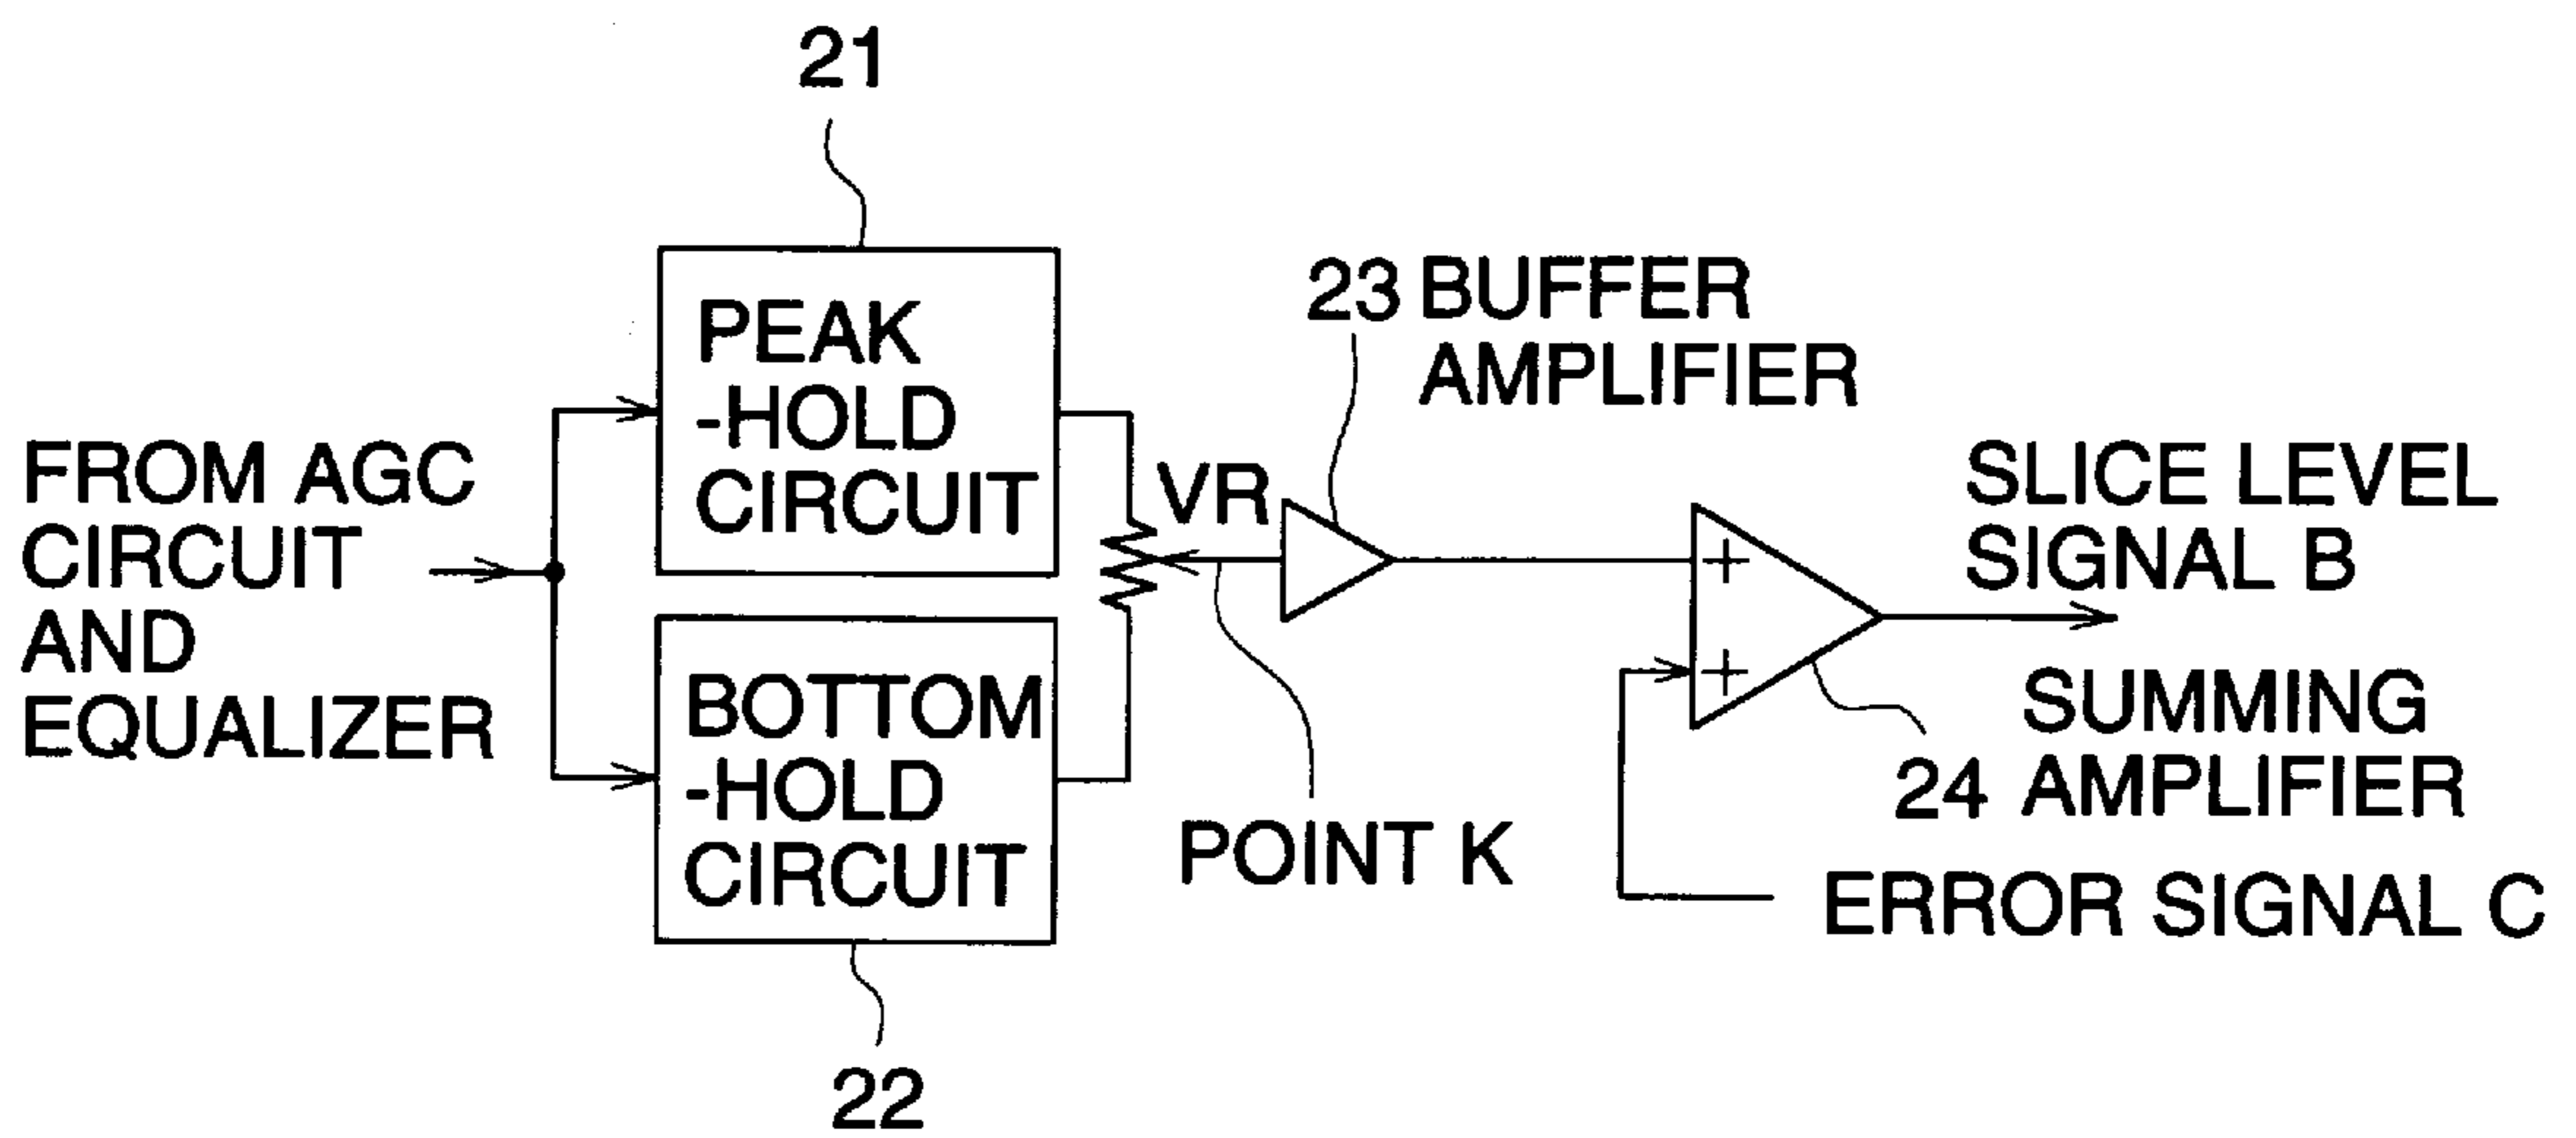 21
PEAK
-HOLD
CIRCUIT
23 BUFFER
AMPLIFIER
FROM AGC
CIRCUIT
AND
EQUALIZER
VR
SLICE LEVEL
SIGNAL B
+
+
BOTTOM
-HOLD
CIRCUIT
SUMMING
24 AMPLIFIER
POINT K
ERROR SIGNAL C
22